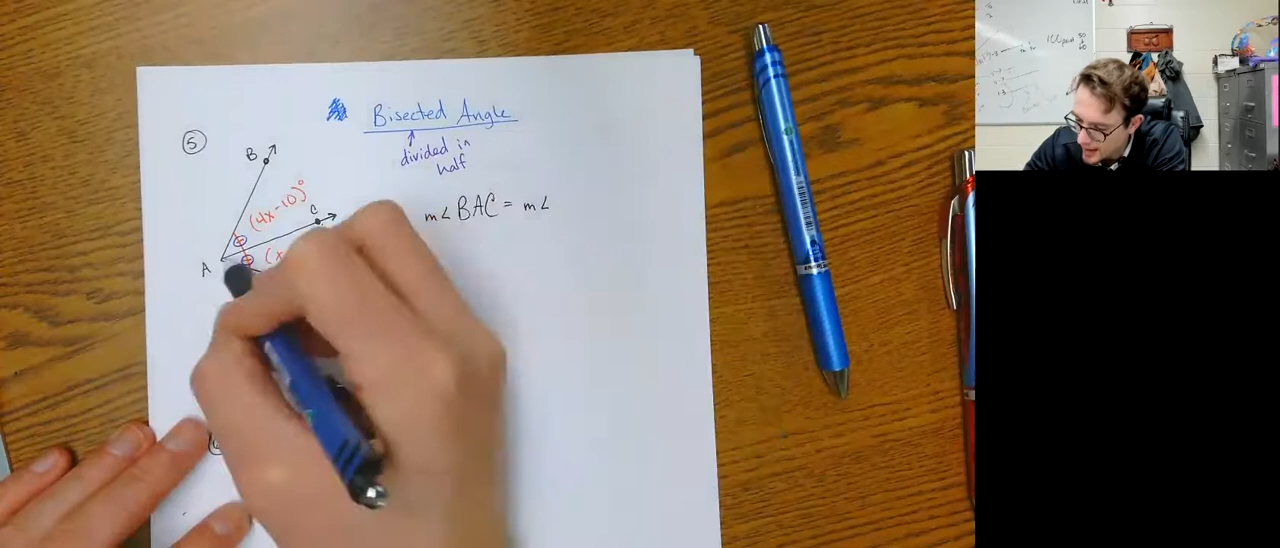 Bisected Angle
divided in
half
5
B
(4x-10)°
C
A
(x
m∠BAC = m∠